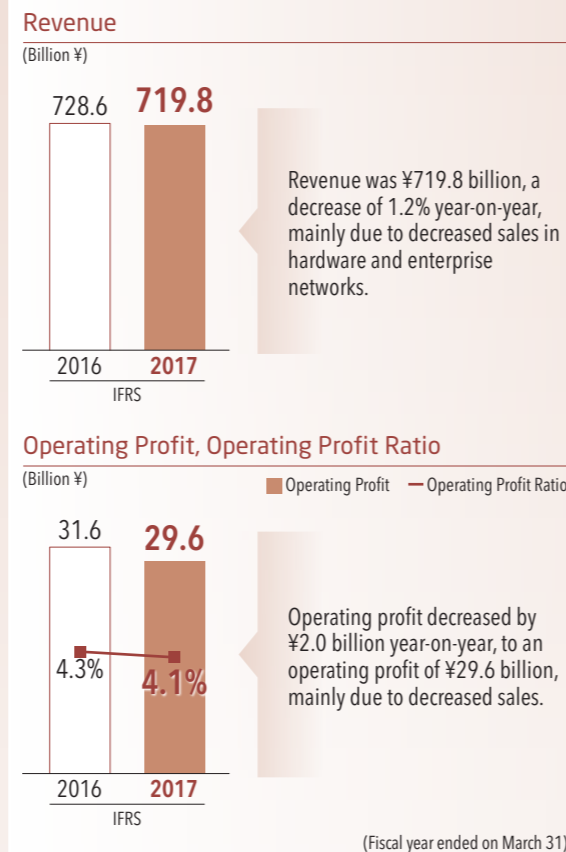 Revenue
(Billion ¥)
728.6
719.8
Revenue was ¥719.8 billion, a
decrease of 1.2% year-on-year,
mainly due to decreased sales in
hardware and enterprise
networks.
2016
2017
IFRS
Operating Profit, Operating Profit Ratio
(Billion ¥)
Operating Profit
Operating Profit Ratio
31.6
29.6
4.3%
4.1%
Operating profit decreased by
¥2.0 billion year-on-year, to an
operating profit of ¥29.6 billion,
mainly due to decreased sales.
2016
2017
IFRS
(Fiscal year ended on March 31)